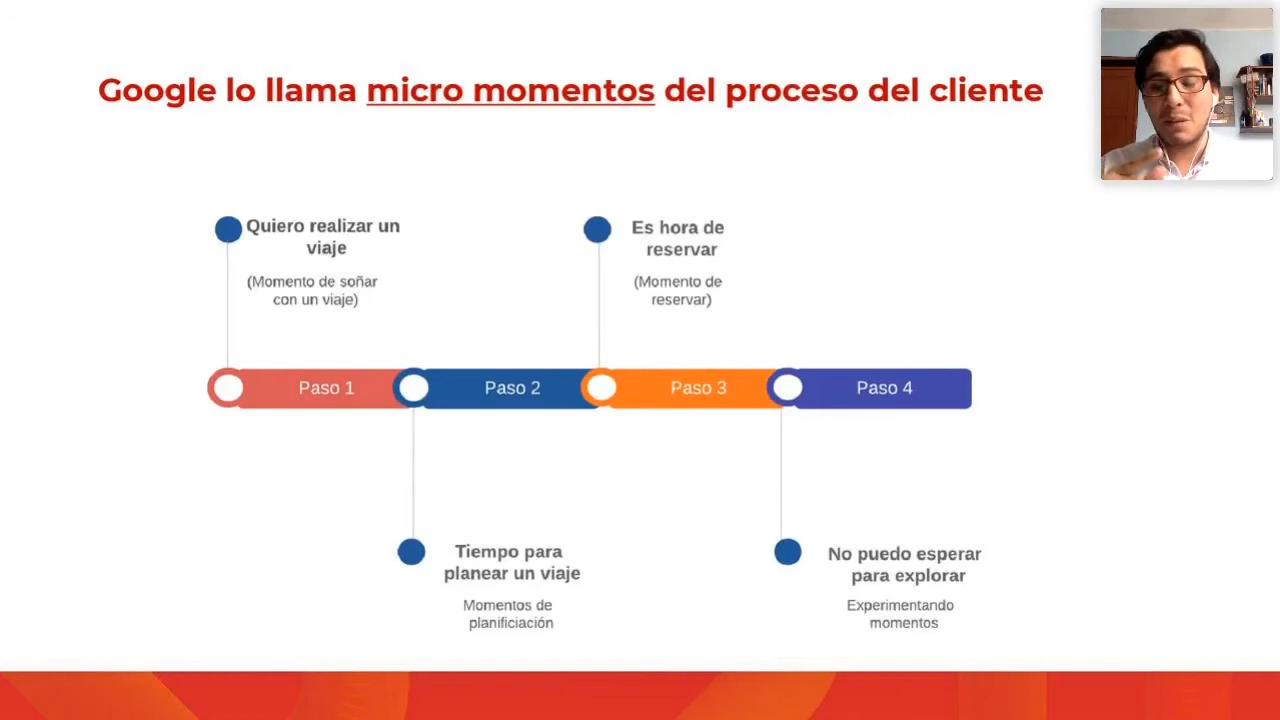 Google lo llama micro momentos del proceso del cliente
Quiero realizar un
viaje
(Momento de soñar
con un viaje)
Es hora de
reservar
(Momento de
reservar)
Paso 1
Paso 2
Paso 3
Paso 4
Tiempo para
planear un viaje
Momentos de
planificiación
No puedo esperar
para explorar
Experimentando
momentos